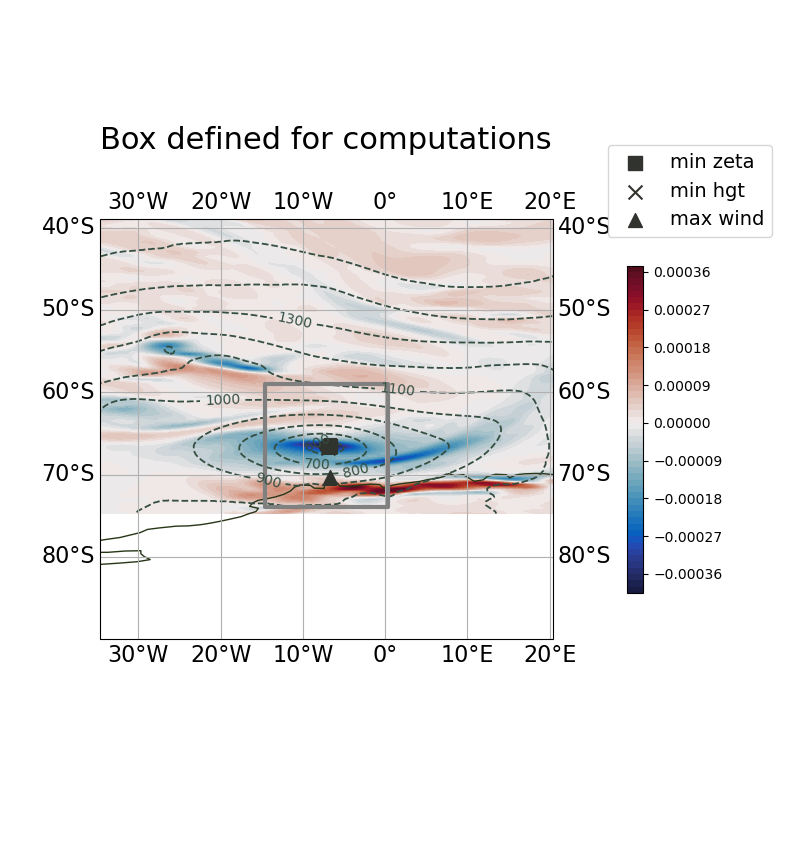 Box defined for computations
min zeta
min hgt
max wind
30°W 20°W 10°W 0° 10°E 20°E
40°S 40°S
50°S 50°S
60°S 60°S
70°S 70°S
80°S 80°S
30°W 20°W 10°W 0° 10°E 20°E
1300
1100
1000
700
800
900
0.00036
0.00027
0.00018
0.00009
0.00000
−0.00009
−0.00018
−0.00027
−0.00036